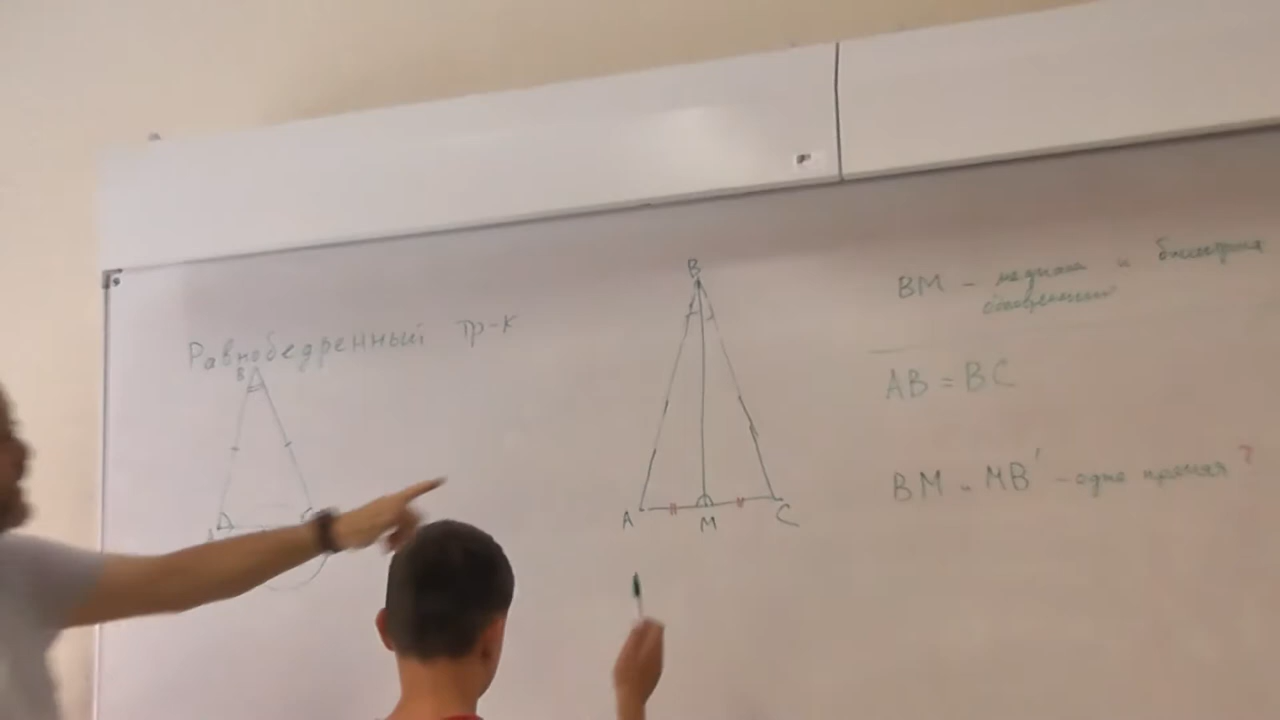 Равнобедренный тр-к
B
A
B
A
M
C
BM - медиана и биссектриса
AB = BC
BM и MB' - одна прямая ?